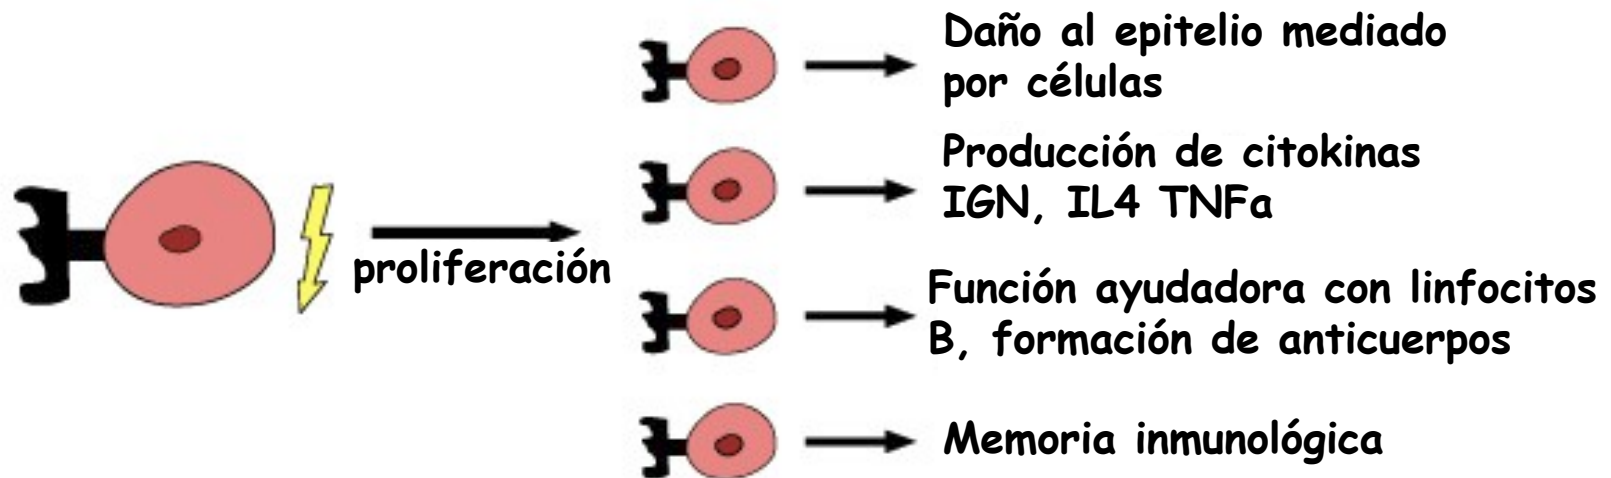 Daño al epitelio mediado
por células
Producción de citokinas
IGN, IL4 TNFa
proliferación
Función ayudadora con linfocitos
B, formación de anticuerpos
Memoria inmunológica